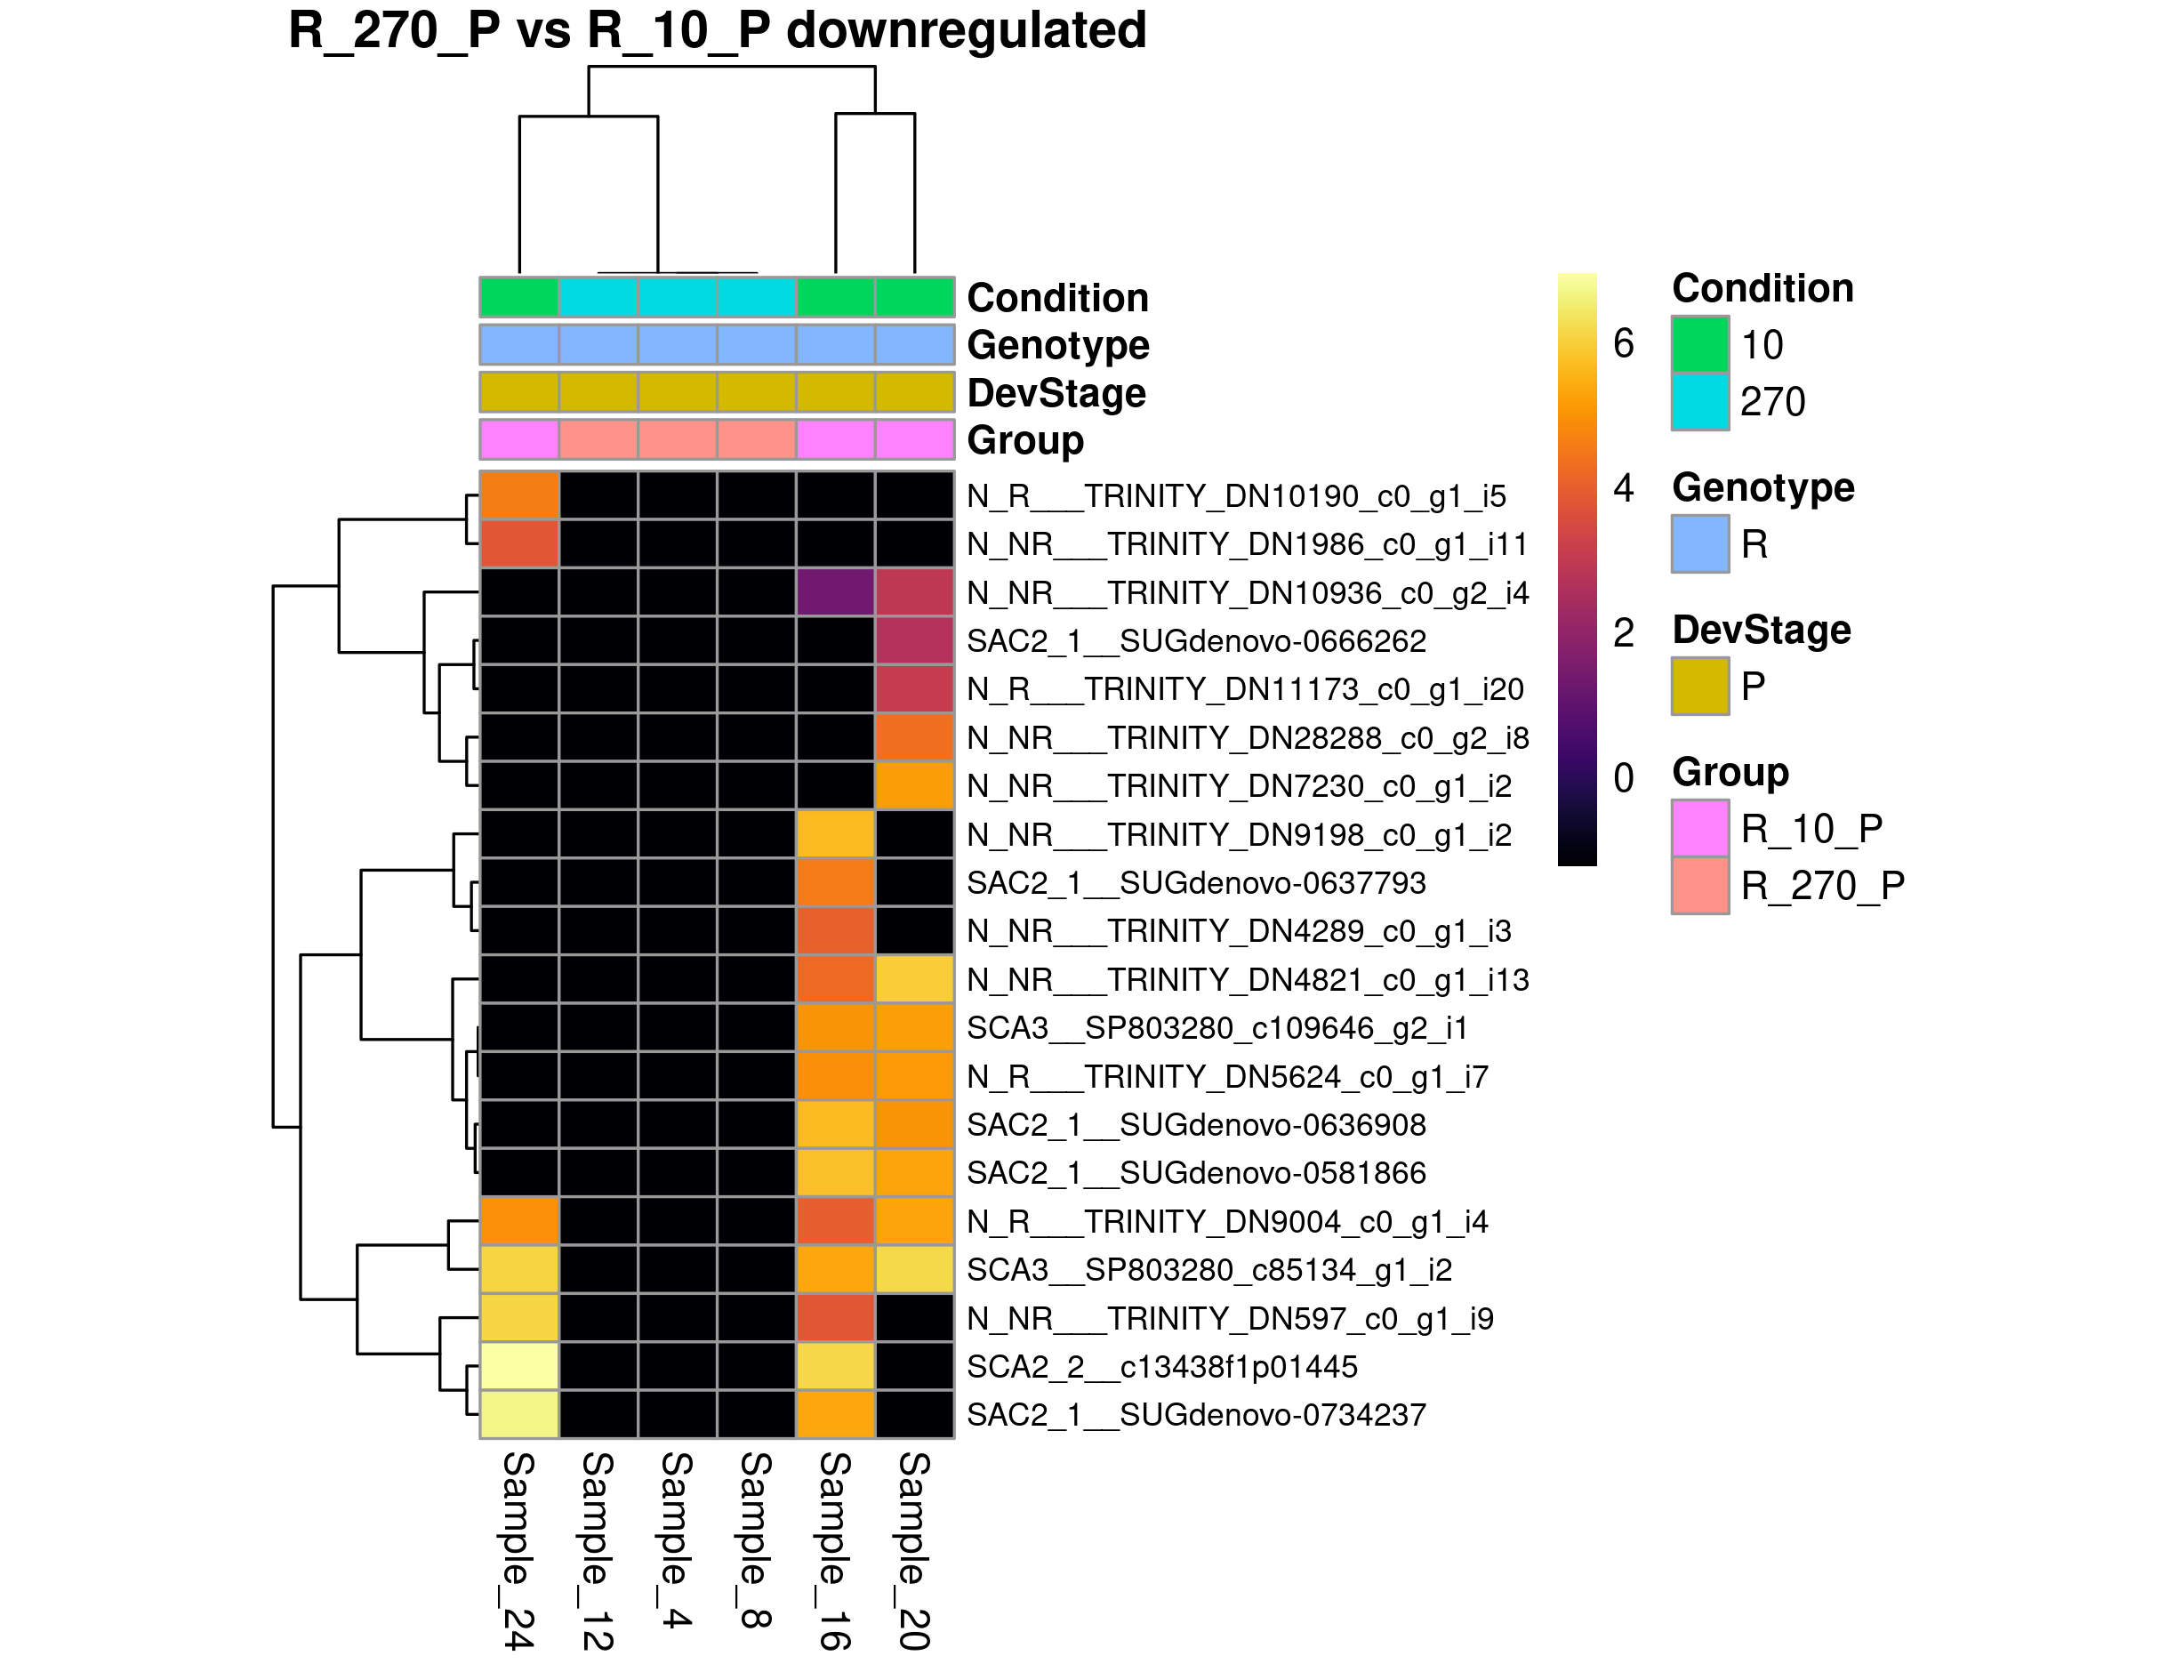 R_270_P vs R_10_P downregulated
Condition
Genotype
DevStage
Group
N_R___TRINITY_DN10190_c0_g1_i5
N_NR___TRINITY_DN1986_c0_g1_i11
N_NR___TRINITY_DN10936_c0_g2_i4
SAC2_1__SUGdenovo-0666262
N_R___TRINITY_DN11173_c0_g1_i20
N_NR___TRINITY_DN28288_c0_g2_i8
N_NR___TRINITY_DN7230_c0_g1_i2
N_NR___TRINITY_DN9198_c0_g1_i2
SAC2_1__SUGdenovo-0637793
N_NR___TRINITY_DN4289_c0_g1_i3
N_NR___TRINITY_DN4821_c0_g1_i13
SCA3__SP803280_c109646_g2_i1
N_R___TRINITY_DN5624_c0_g1_i7
SAC2_1__SUGdenovo-0636908
SAC2_1__SUGdenovo-0581866
N_R___TRINITY_DN9004_c0_g1_i4
SCA3__SP803280_c85134_g1_i2
N_NR___TRINITY_DN597_c0_g1_i9
SCA2_2__c13438f1p01445
SAC2_1__SUGdenovo-0734237
Sample_24
Sample_12
Sample_4
Sample_8
Sample_16
Sample_20
6
4
2
0
Condition
10
270
Genotype
R
DevStage
P
Group
R_10_P
R_270_P